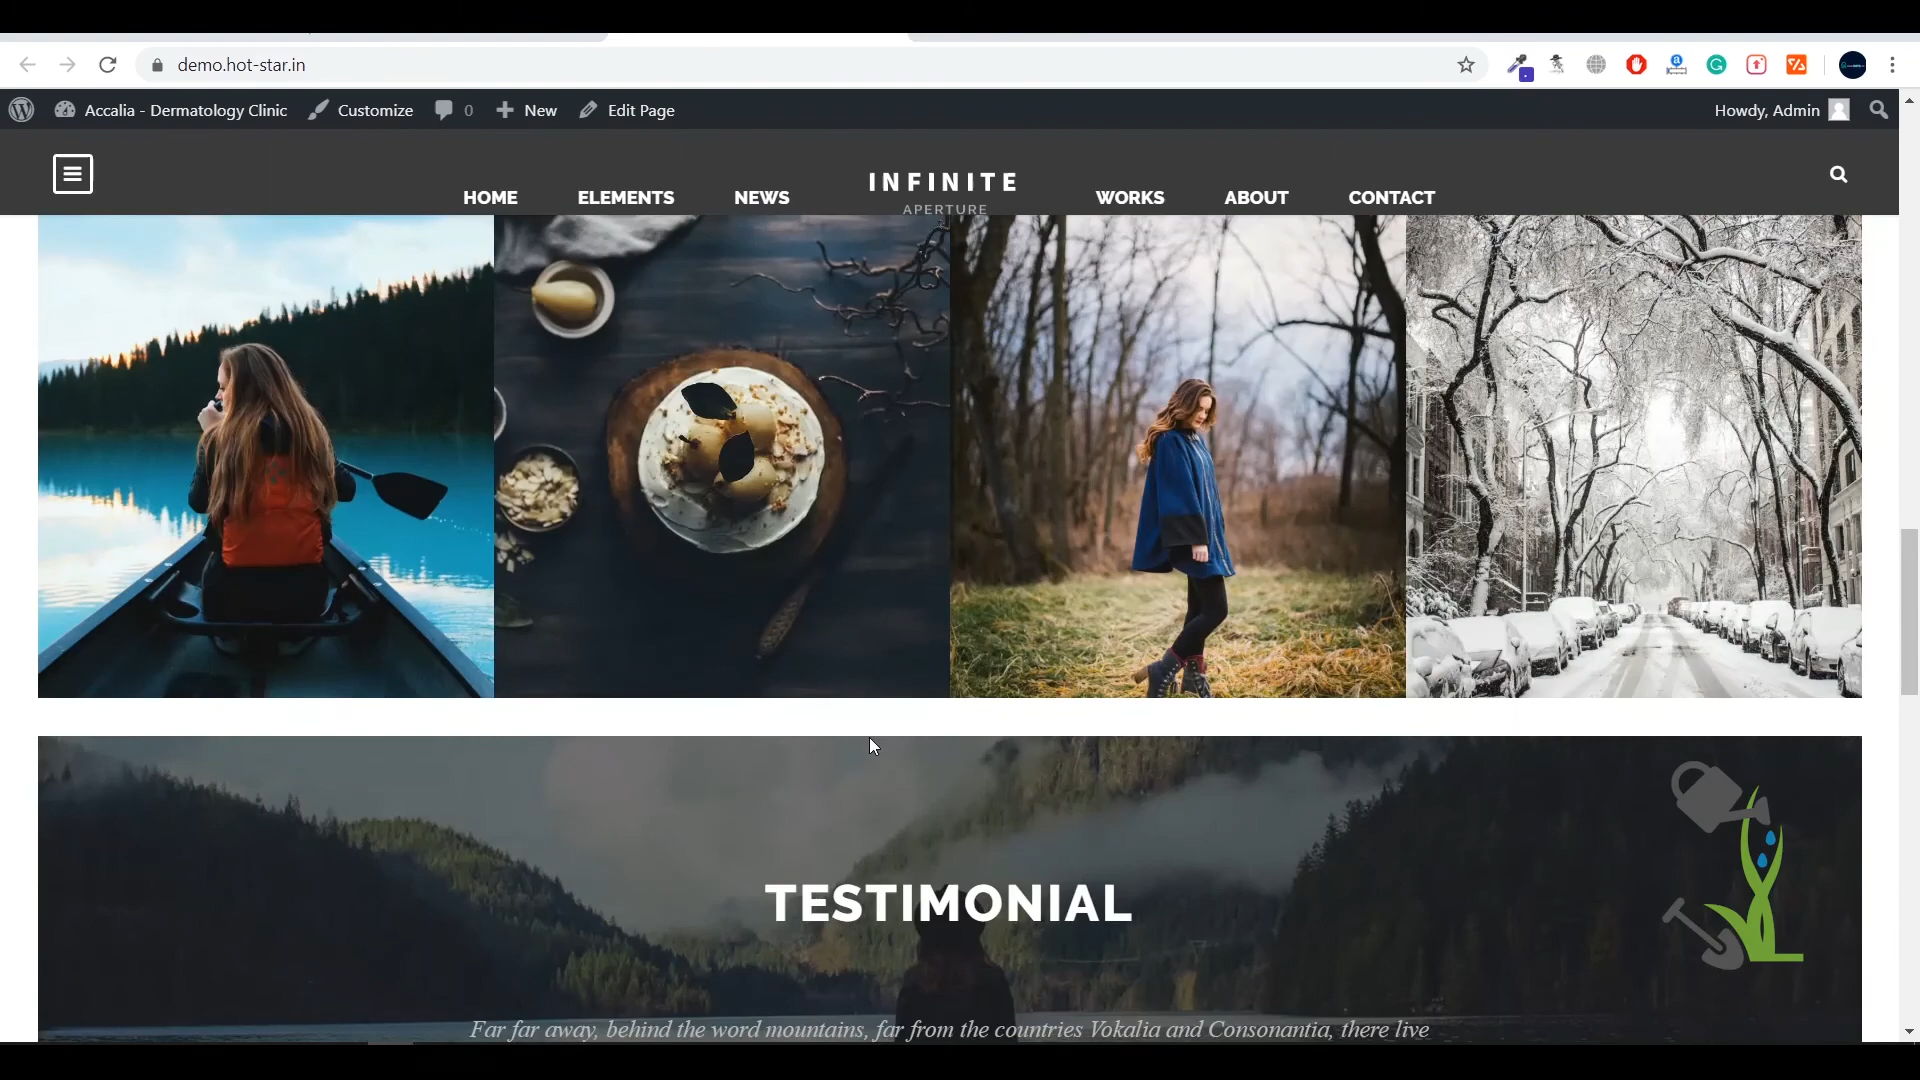 demo.hot-star.in
Accalia - Dermatology Clinic Customize 0 New Edit Page Howdy, Admin
HOME ELEMENTS NEWS INFINITE APERTURE WORKS ABOUT CONTACT
TESTIMONIAL
Far far away, behind the word mountains, far from the countries Vokalia and Consonantia, there live